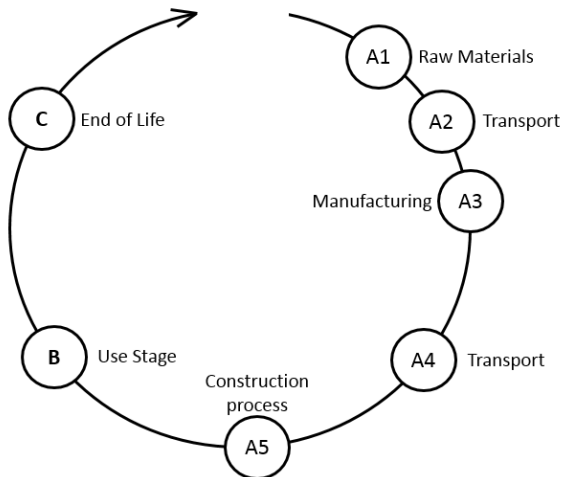 A1 Raw Materials
A2 Transport
Manufacturing A3
A4 Transport
Construction
process
A5
B Use Stage
C End of Life